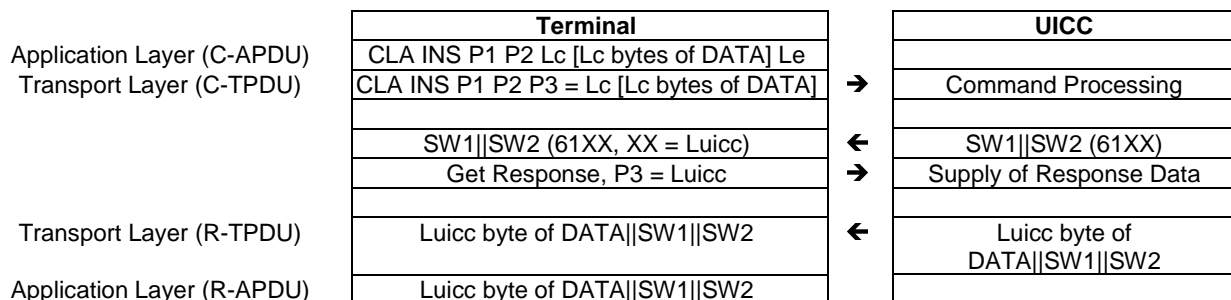 Terminal UICC
Application Layer (C-APDU) CLA INS P1 P2 Lc [Lc bytes of DATA] Le
Transport Layer (C-TPDU) CLA INS P1 P2 P3 = Lc [Lc bytes of DATA] → Command Processing
SW1||SW2 (61XX, XX = Luicc) ← SW1||SW2 (61XX)
Get Response, P3 = Luicc → Supply of Response Data
Transport Layer (R-TPDU) Luicc byte of DATA||SW1||SW2 ← Luicc byte of
DATA||SW1||SW2
Application Layer (R-APDU) Luicc byte of DATA||SW1||SW2